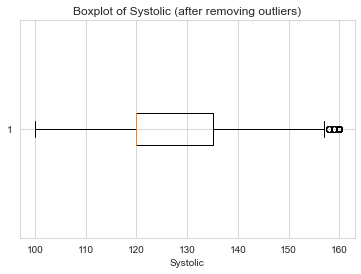 Boxplot of Systolic (after removing outliers)
1
100 110 120 130 140 150 160
Systolic